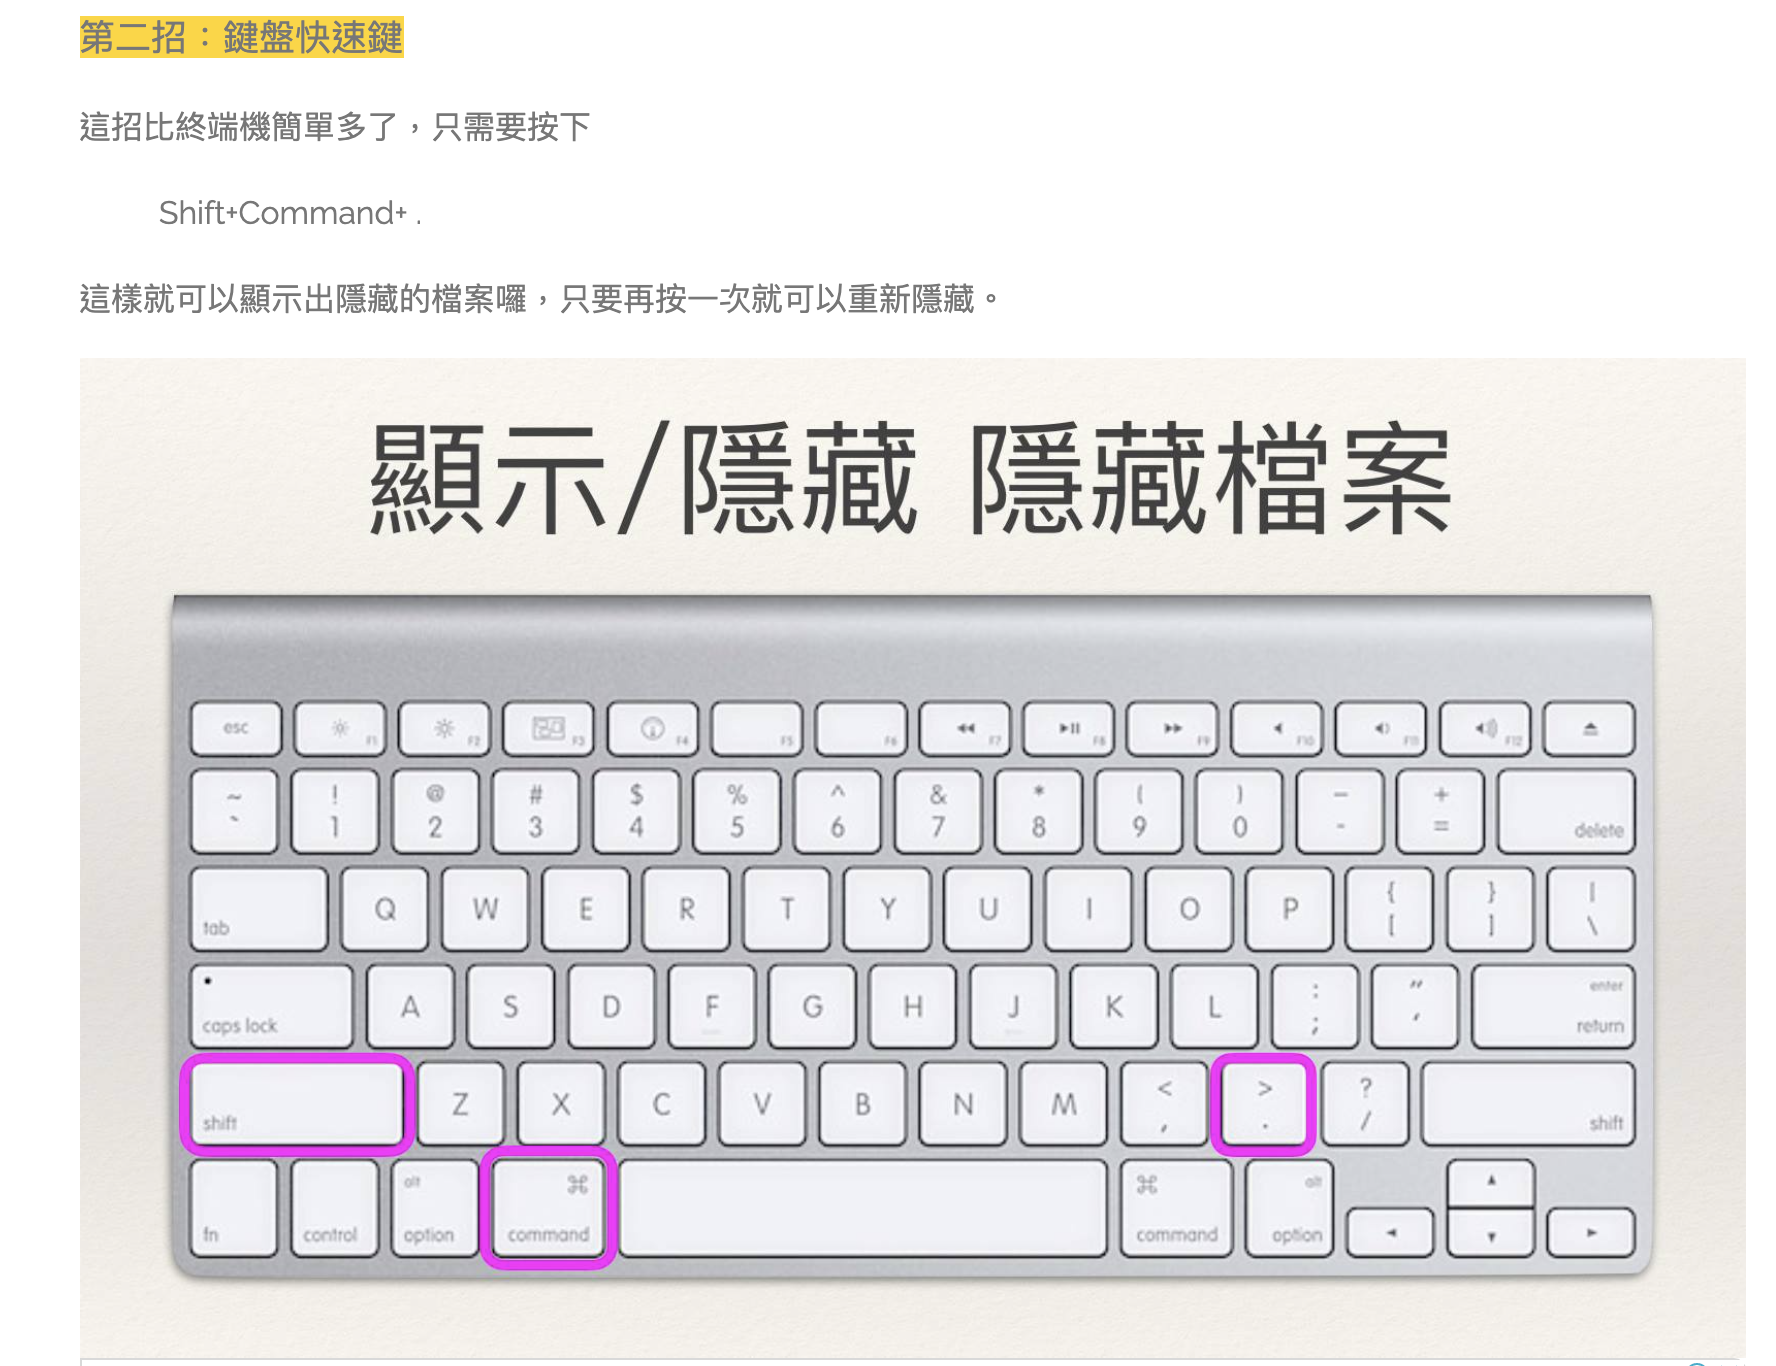 第二招：鍵盤快速鍵
這招比終端機簡單多了，只需要按下
Shift+Command+ .
這樣就可以顯示出隱藏的檔案囉，只要再按一次就可以重新隱藏。
顯示/隱藏 隱藏檔案
esc F1 F2 F3 F4 F5 F6 F7 F8 F9 F10 F11 F12
~ ! @ # $ % ^ & * ( ) — +
` 1 2 3 4 5 6 7 8 9 0 - = delete
tab Q W E R T Y U I O P { [ } ] | \
caps lock A S D F G H J K L : ; " ' enter return
shift Z X C V B N M < , > . ? / shift
fn control alt option ⌘ command ⌘ command alt option